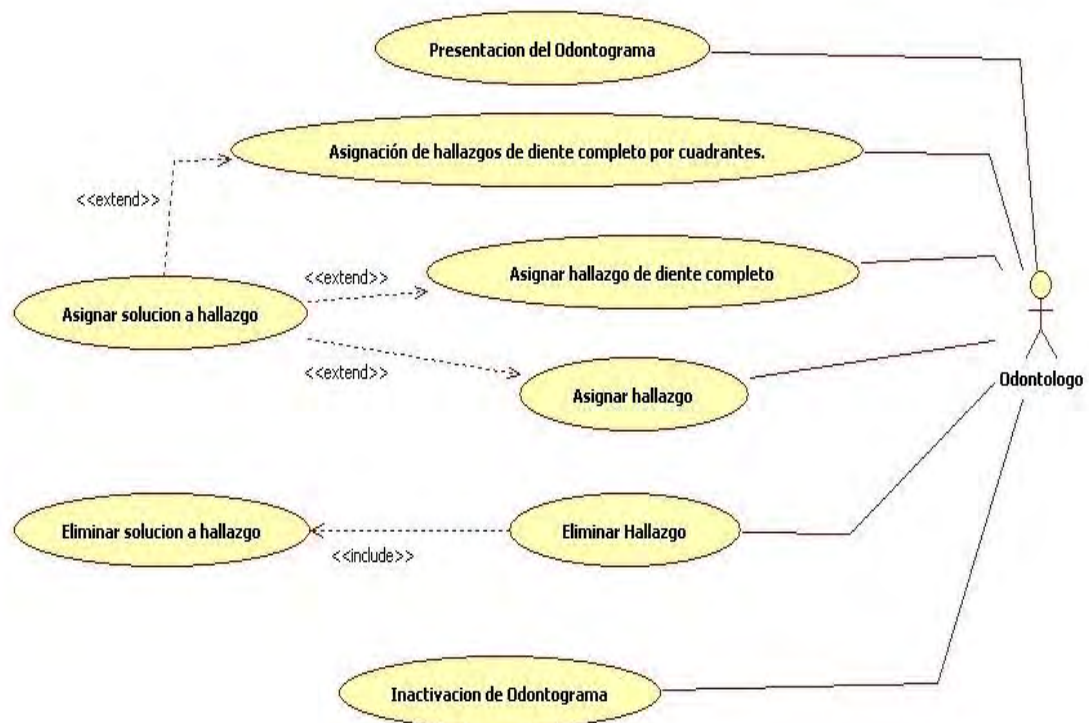 Presentacion del Odontograma
Asignación de hallazgos de diente completo por cuadrantes.
<<extend>>
Asignar hallazgo de diente completo
<<extend>>
Asignar solucion a hallazgo
<<extend>>
Asignar hallazgo
Odontologo
Eliminar solucion a hallazgo
Eliminar Hallazgo
<<include>>
Inactivacion de Odontograma